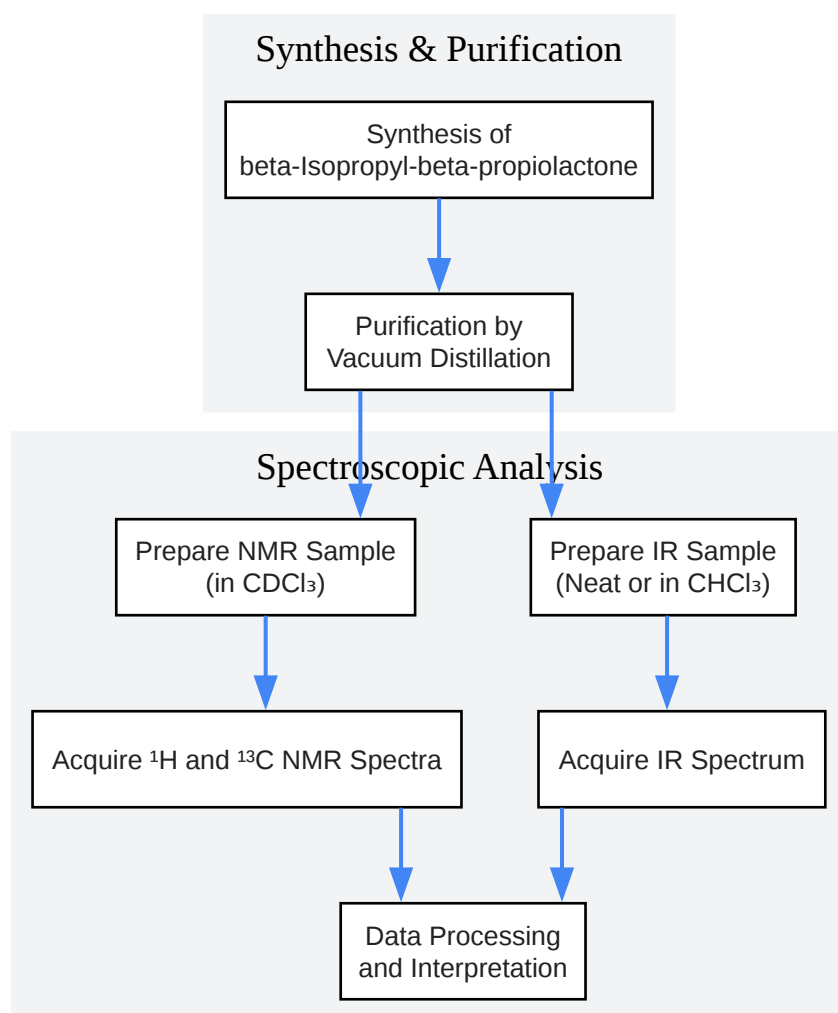 Synthesis & Purification
Synthesis of
beta-Isopropyl-beta-propiolactone
Purification by
Vacuum Distillation
Spectroscopic Analysis
Prepare NMR Sample
(in CDCl₃)
Prepare IR Sample
(Neat or in CHCl₃)
Acquire ¹H and ¹³C NMR Spectra
Acquire IR Spectrum
Data Processing
and Interpretation